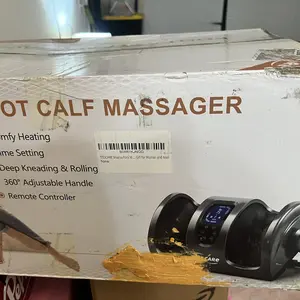 OT CALF MASSAGER
mfy Heating
me Setting
Deep Kneading & Rolling
360° Adjustable Handle
Remote Controller